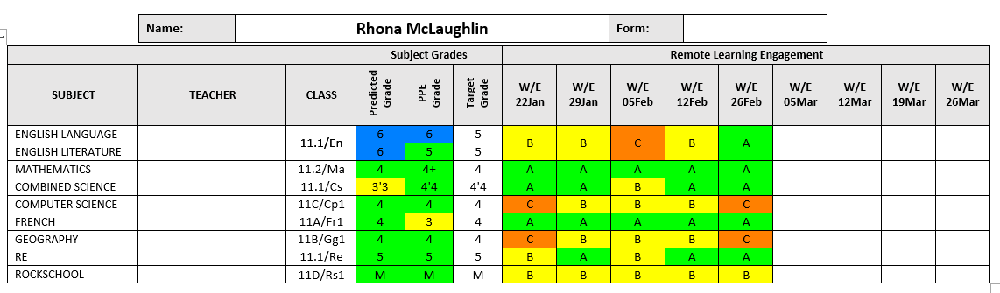 Name: Rhona McLaughlin Form:
Subject Grades Remote Learning Engagement
SUBJECT TEACHER CLASS Predicted Grade PPE Grade Target Grade W/E 22Jan W/E 29Jan W/E 05Feb W/E 12Feb W/E 26Feb W/E 05Mar W/E 12Mar W/E 19Mar W/E 26Mar
ENGLISH LANGUAGE 11.1/En 6 6 5 B B C B A
ENGLISH LITERATURE 6 5 5
MATHEMATICS 11.2/Ma 4 4+ 4 A A A A A
COMBINED SCIENCE 11.1/Cs 3'3 4'4 4'4 A A B A A
COMPUTER SCIENCE 11C/Cp1 4 4 4 C B B B C
FRENCH 11A/Fr1 4 3 4 A A A A A
GEOGRAPHY 11B/Gg1 4 4 4 C B B B C
RE 11.1/Re 5 5 5 B A B A A
ROCKSCHOOL 11D/Rs1 M M M B B B B B